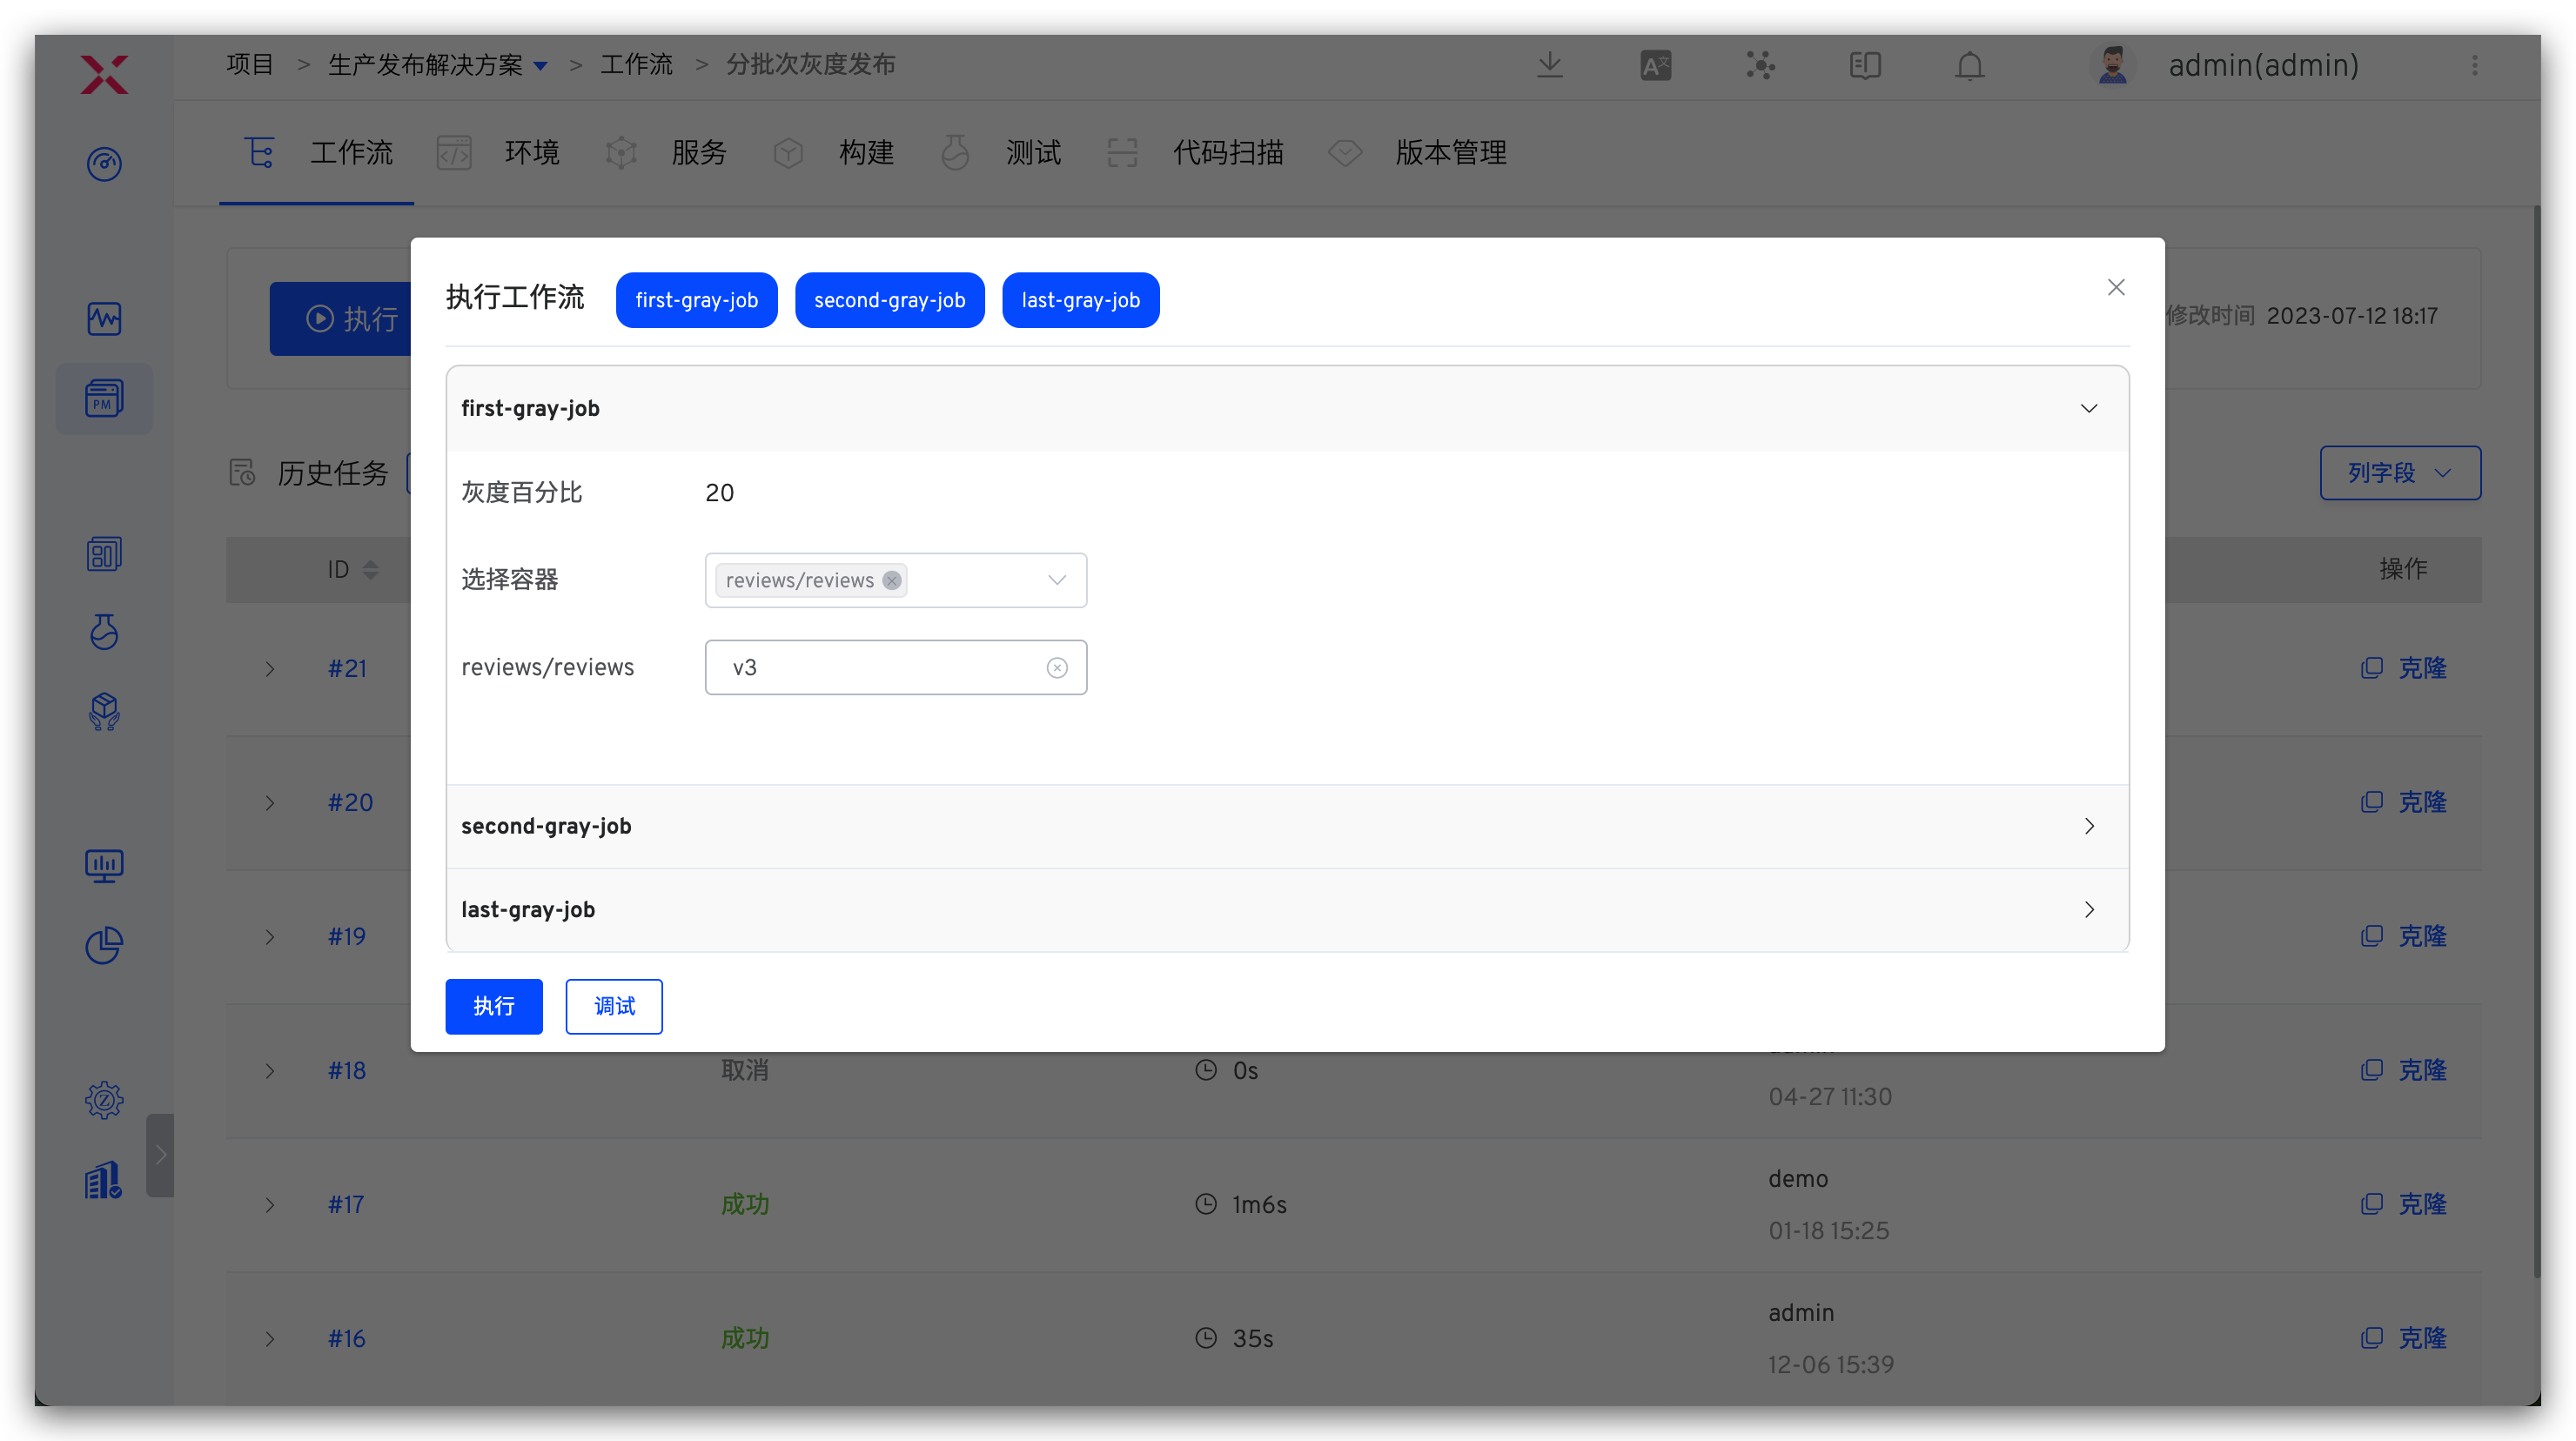 项目 > 生产发布解决方案 > 工作流 > 分批次灰度发布
admin(admin)
工作流 环境 服务 构建 测试 代码扫描 版本管理
执行
修改时间 2023-07-12 18:17
执行工作流 first-gray-job second-gray-job last-gray-job
first-gray-job
灰度百分比 20
选择容器 reviews/reviews
reviews/reviews v3
second-gray-job
last-gray-job
执行 调试
PM
历史任务
列字段
ID 操作
#21 克隆
#20 克隆
#19 克隆
#18 取消 0s 04-27 11:30 克隆
#17 成功 1m6s demo 01-18 15:25 克隆
#16 成功 35s admin 12-06 15:39 克隆